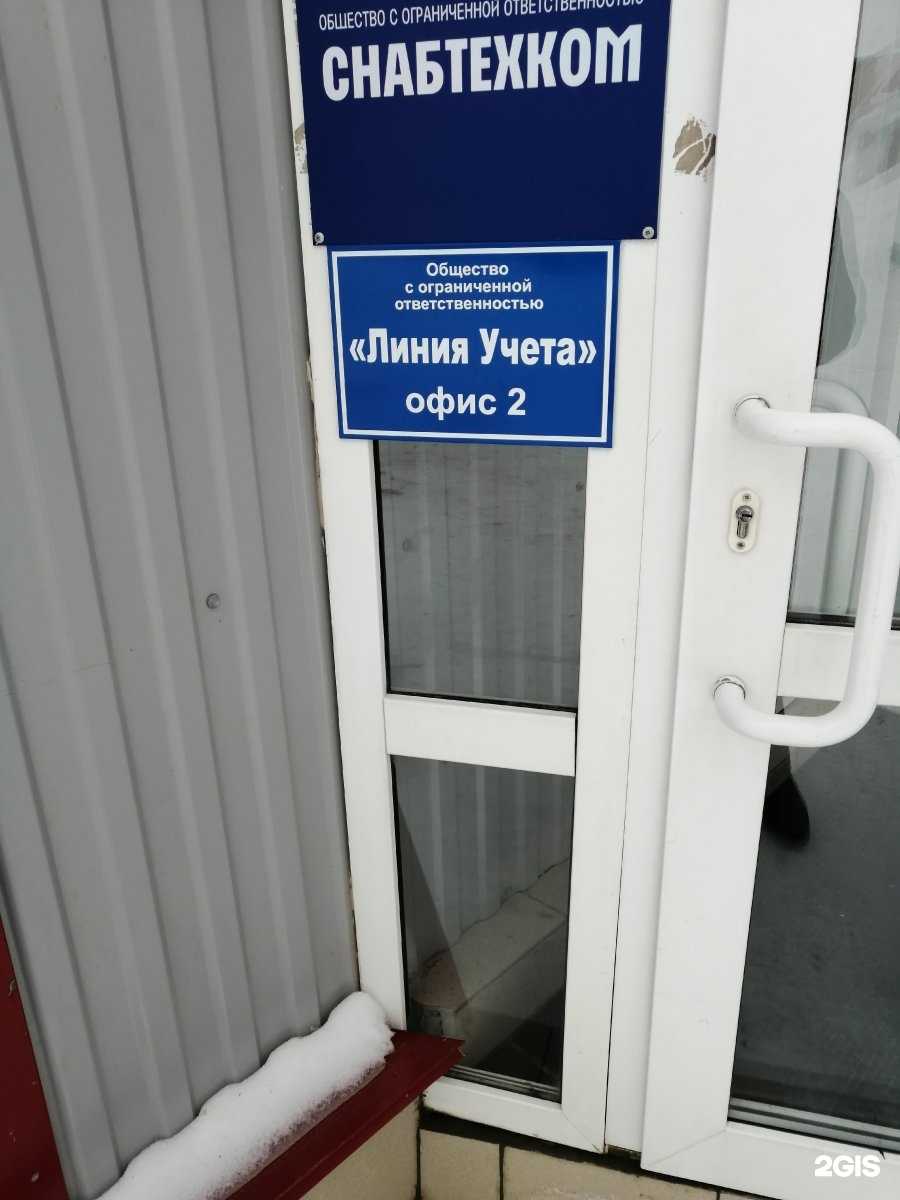 ОБЩЕСТВО С ОГРАНИЧЕННОЙ ОТВЕТСТВЕННОСТЬЮ
СНАБТЕХКОМ
Общество
с ограниченной
ответственностью
«Линия Учета»
офис 2
2GIS